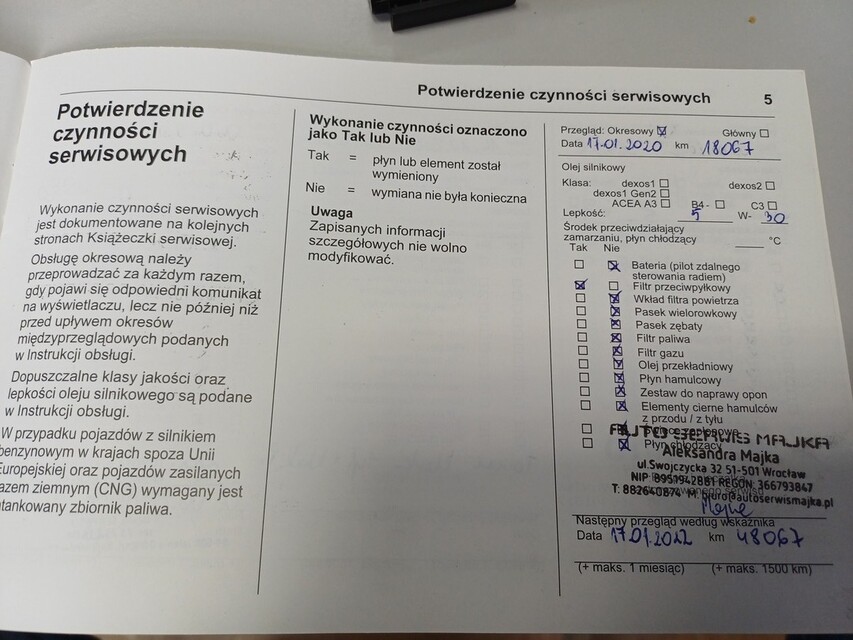 Potwierdzenie czynności serwisowych 5
Potwierdzenie
czynności
serwisowych
Wykonanie czynności serwisowych
jest dokumentowane na kolejnych
stronach Książeczki serwisowej.
Obsługę okresową należy
przeprowadzać za każdym razem,
gdy pojawi się odpowiedni komunikat
na wyświetlaczu, lecz nie później niż
przed upływem okresów
międzyprzeglądowych podanych
w Instrukcji obsługi.
Dopuszczalne klasy jakości oraz
lepkości oleju silnikowego są podane
w Instrukcji obsługi.
W przypadku pojazdów z silnikiem
benzynowym w krajach spoza Unii
Europejskiej oraz pojazdów zasilanych
gazem ziemnym (CNG) wymagany jest
zatankowany zbiornik paliwa.
Wykonanie czynności oznaczono
jako Tak lub Nie
Tak = płyn lub element został
wymieniony
Nie = wymiana nie była konieczna
Uwaga
Zapisanych informacji
szczegółowych nie wolno
modyfikować.
Przegląd: Okresowy Główny
Data 17.01.2020 km 18067
Olej silnikowy
Klasa: dexos1 dexos2
dexos1 Gen2
ACEA A3 B4 - C3
Lepkość: 5 W- 30
Środek przeciwdziałający
zamarzaniu, płyn chłodzący °C
Tak Nie
Bateria (pilot zdalnego
sterowania radiem)
Filtr przeciwpyłkowy
Wkład filtra powietrza
Pasek wielorowkowy
Pasek zębaty
Filtr paliwa
Filtr gazu
Olej przekładniowy
Płyn hamulcowy
Zestaw do naprawy opon
Elementy cierne hamulców
z przodu / z tyłu
AUTO SERWIS MAJKA
Płyn chłodzący
Aleksandra Majka
ul.Swojczycka 32 51-501 Wrocław
NIP 8951942881 REGON: 366793847
T: 882640874 M: biuro@autoserwismajka.pl
Majka
Następny przegląd według wskaźnika
Data 17.01.2022 km 48067
(+ maks. 1 miesiąc) (+ maks. 1500 km)